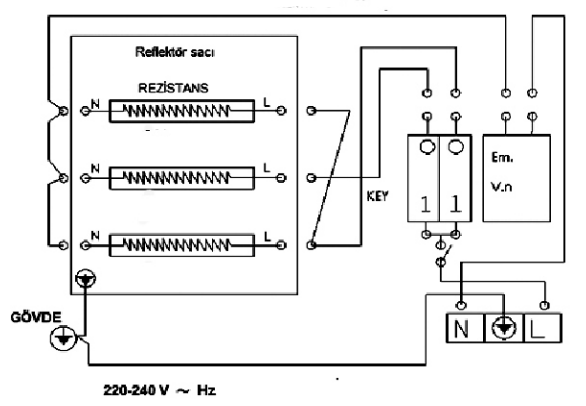 Reflektör sacı
REZİSTANS
N L
N L
N L
KEY
1 1
Em.
V.n
GÖVDE
N L
220-240 V ~ Hz